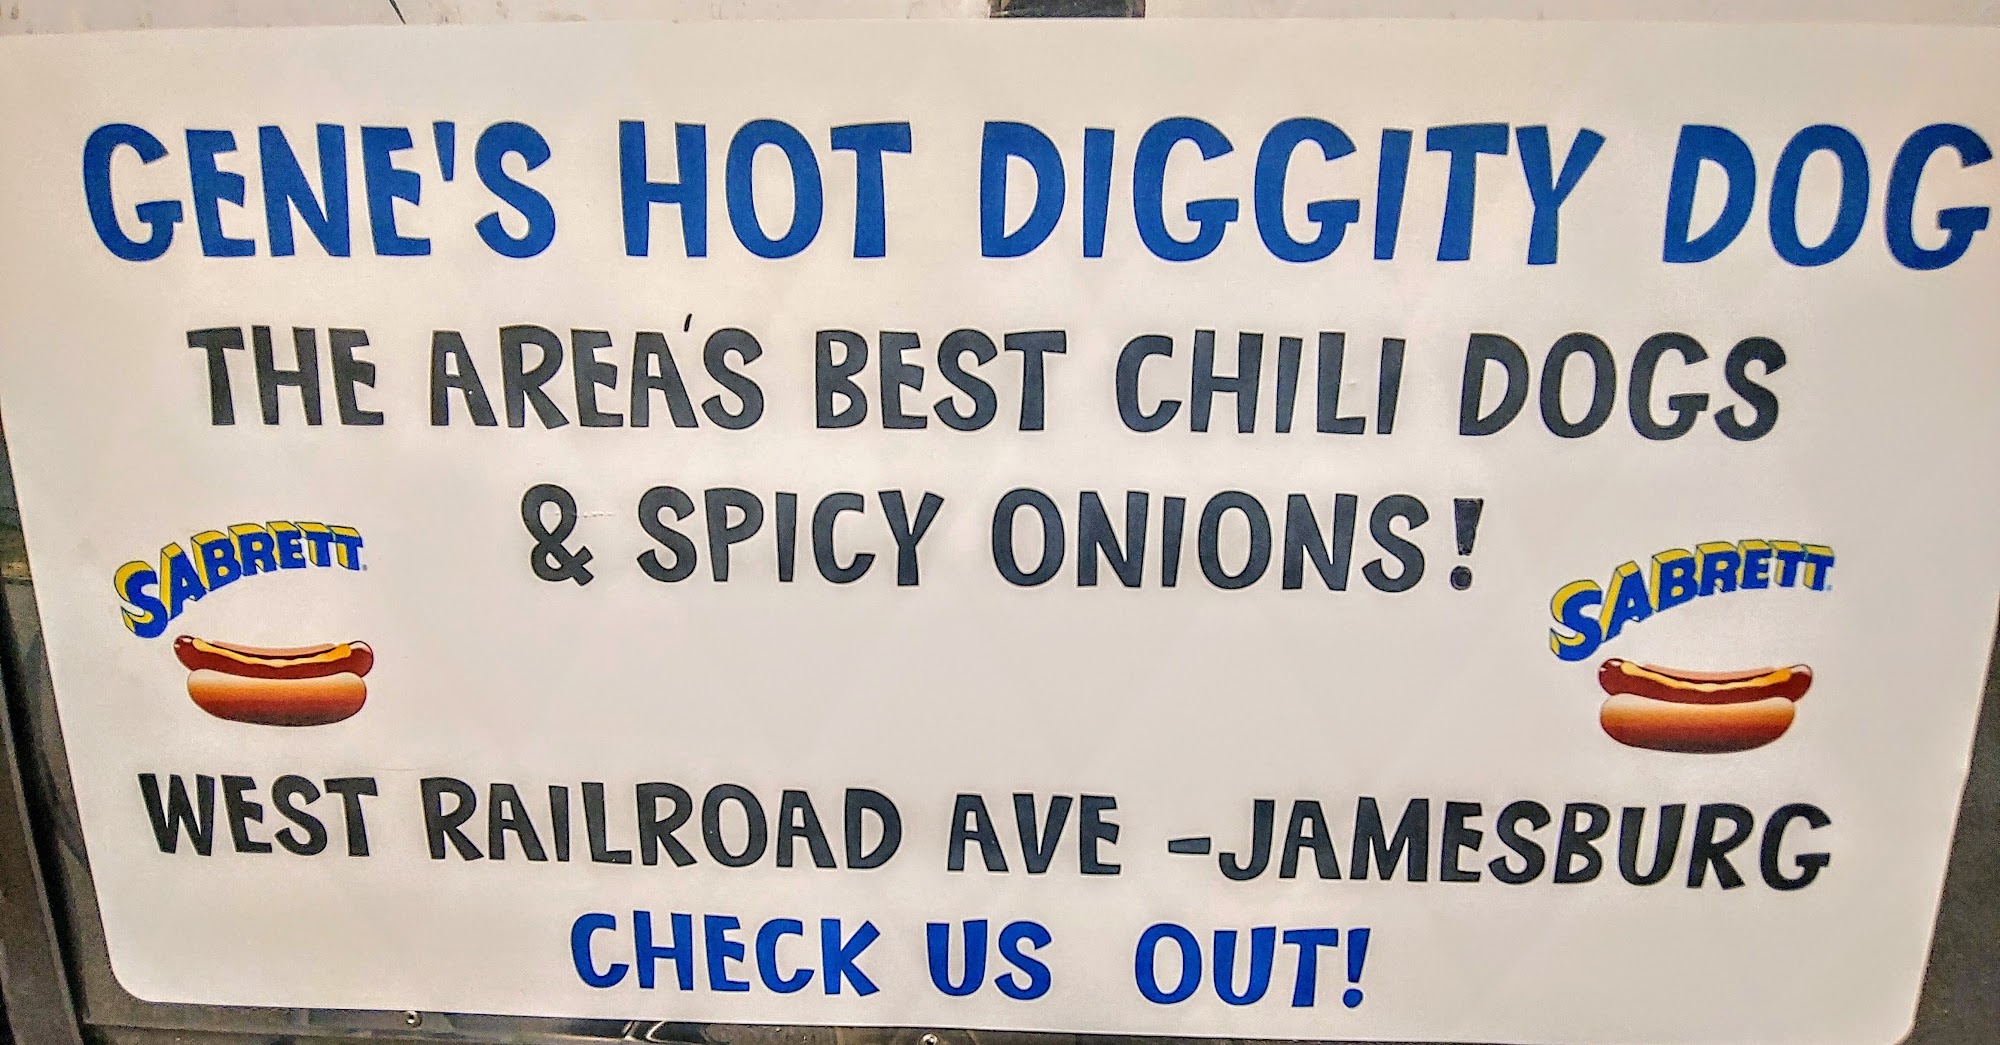 GENE'S HOT DIGGITY DOG
THE AREA'S BEST CHILI DOGS
& SPICY ONIONS!
SABRETT
SABRETT
WEST RAILROAD AVE -JAMESBURG
CHECK US OUT!